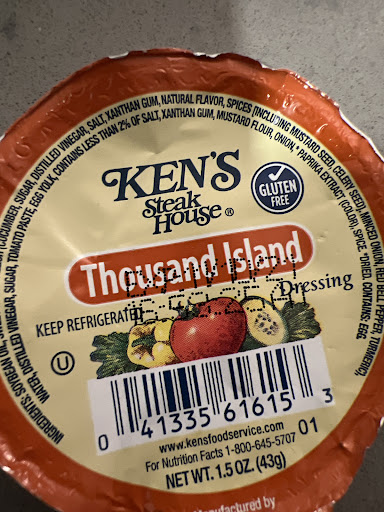 INGREDIENTS: SOYBEAN OIL,
(CUCUMBER, SUGAR, DISTILLED VINEGAR, SALT, XANTHAN GUM, NATURAL FLAVOR, SPICES [INCLUDING MUSTARD SEED, CELERY SEED], MINCED ONION,
PEPPER, TURMERIC),
WATER, DISTILLED VINEGAR, SUGAR, TOMATO PASTE, EGG YOLK, CONTAINS LESS THAN 2% OF SALT, XANTHAN GUM, MUSTARD FLOUR, ONION,* PAPRIKA EXTRACT (COLOR), SPICE. *DRIED. CONTAINS: EGG.
KEN'S
Steak
House®
GLUTEN
FREE
Thousand Island
Dressing
KEEP REFRIGERATED
U
0 41335 61615 3
www.kensfoodservice.com
For Nutrition Facts 1-800-645-5707 01
NET WT. 1.5 OZ. (43g)
Manufactured by